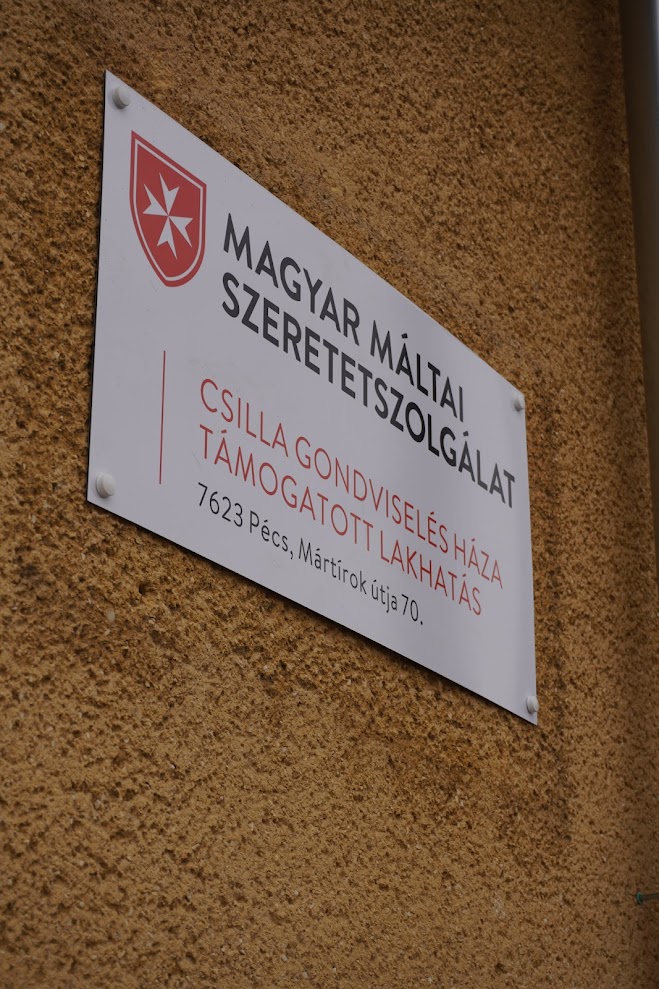 MAGYAR MÁLTAI
SZERETETSZOLGÁLAT
CSILLA GONDVISELÉS HÁZA
TÁMOGATOTT LAKHATÁS
7623 Pécs, Mártírok útja 70.